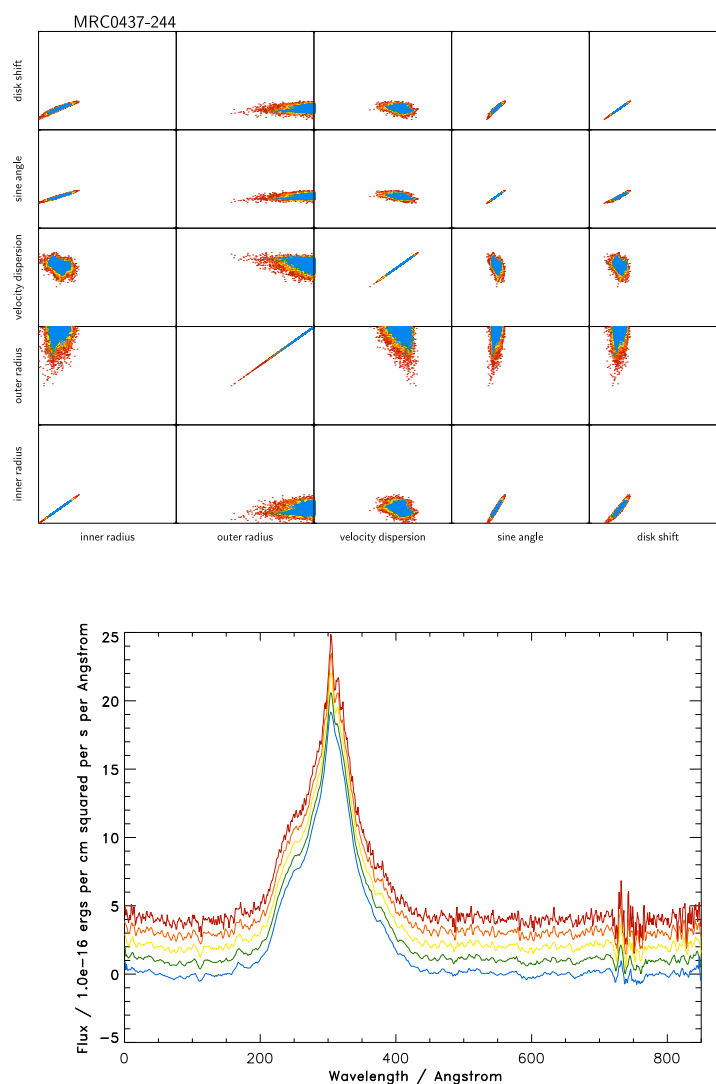 MRC0437-244
disk shift
sine angle
velocity dispersion
outer radius
inner radius
inner radius outer radius velocity dispersion sine angle disk shift
25
20
15
10
5
0
-5
Flux / 1.0e-16 ergs per cm squared per s per Angstrom
0 200 400 600 800
Wavelength / Angstrom